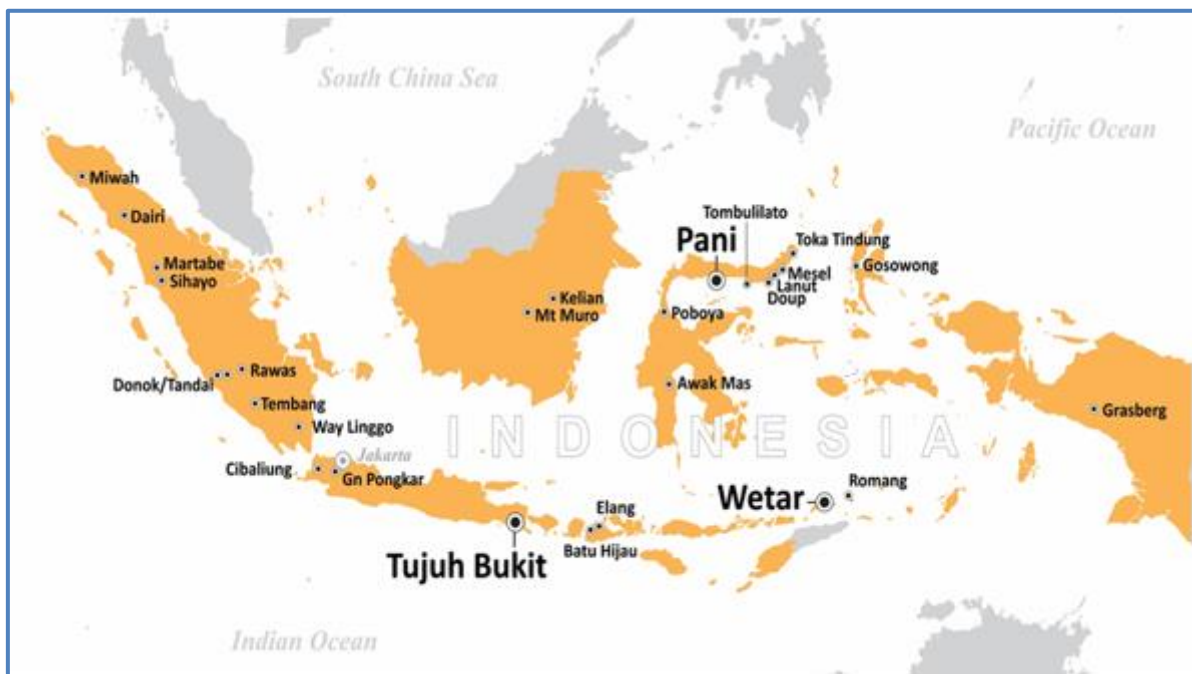 South China Sea
Pacific Ocean
Miwah
Dairi
Martabe
Sihayo
Tombulilato
Pani
Toka Tindung
Mesel
Lanut
Doup
Gosowong
Kelian
Mt Muro
Poboya
Rawas
Donok/Tandai
Awak Mas
Tembang
Grasberg
Way Linggo
INDONESIA
Jakarta
Cibaliung
Gn Pongkar
Romang
Wetar
Elang
Batu Hijau
Tujuh Bukit
Indian Ocean